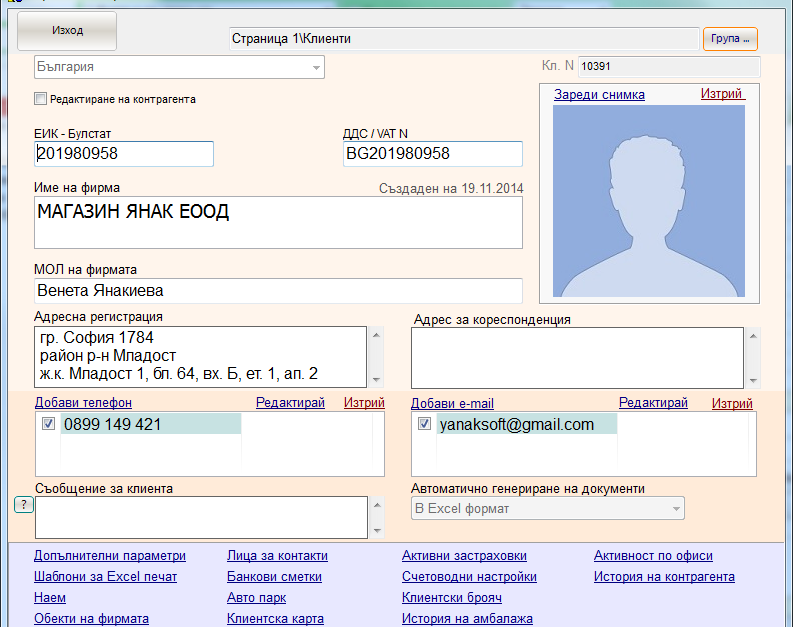 Изход
Страница 1\Клиенти
Група ...
България
Кл. N 10391
Редактиране на контрагента
Зареди снимка Изтрий
ЕИК - Булстат
ДДС / VAT N
201980958
BG201980958
Име на фирма
Създаден на 19.11.2014
МАГАЗИН ЯНАК ЕООД
МОЛ на фирмата
Венета Янакиева
Адресна регистрация
Адрес за кореспонденция
гр. София 1784
район р-н Младост
ж.к. Младост 1, бл. 64, вх. Б, ет. 1, ап. 2
Добави телефон Редактирай Изтрий
Добави e-mail Редактирай Изтрий
0899 149 421
yanaksoft@gmail.com
Съобщение за клиента
Автоматично генериране на документи
?
В Excel формат
Допълнителни параметри
Лица за контакти
Активни застраховки
Активност по офиси
Шаблони за Excel печат
Банкови сметки
Счетоводни настройки
История на контрагента
Наем
Авто парк
Клиентски брояч
Обекти на фирмата
Клиентска карта
История на амбалажа